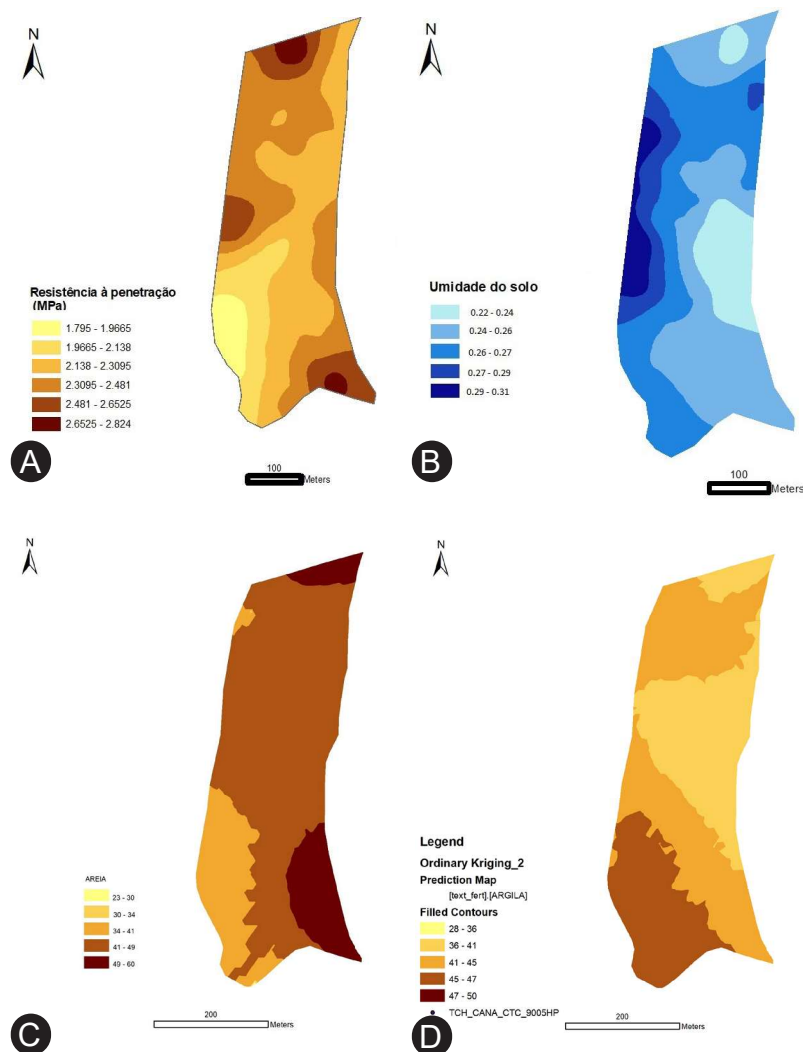 N
Resistência à penetração
(MPa)
1.795 - 1.9665
1.9665 - 2.138
2.138 - 2.3095
2.3095 - 2.481
2.481 - 2.6525
2.6525 - 2.824
100
Meters
A
N
Umidade do solo
0.22 - 0.24
0.24 - 0.26
0.26 - 0.27
0.27 - 0.29
0.29 - 0.31
100
Meters
B
N
AREIA
23 - 30
30 - 34
34 - 41
41 - 49
49 - 60
200
Meters
C
N
Legend
Ordinary Kriging_2
Prediction Map
[text_fert].[ARGILA]
Filled Contours
28 - 36
36 - 41
41 - 45
45 - 47
47 - 50
TCH_CANA_CTC_9005HP
200
Meters
D